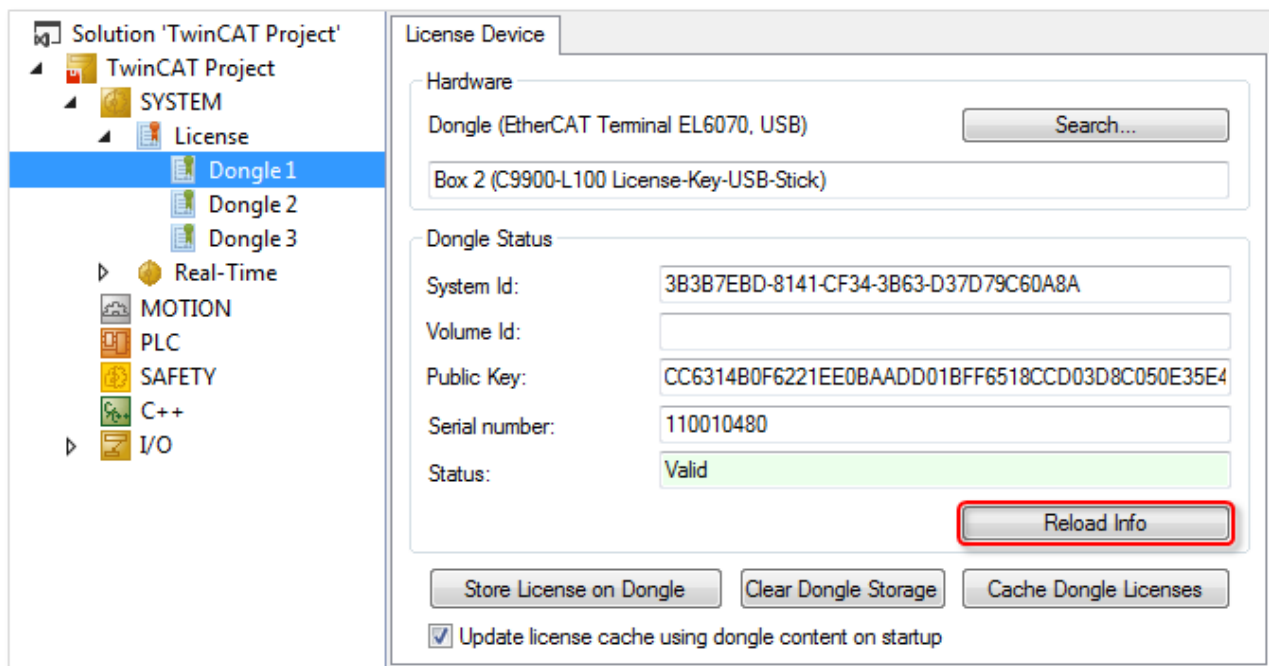 Solution 'TwinCAT Project'
TwinCAT Project
SYSTEM
License
Dongle 1
Dongle 2
Dongle 3
Real-Time
MOTION
PLC
SAFETY
C++
I/O
License Device
Hardware
Dongle (EtherCAT Terminal EL6070, USB)
Search...
Box 2 (C9900-L100 License-Key-USB-Stick)
Dongle Status
System Id:
3B3B7EBD-8141-CF34-3B63-D37D79C60A8A
Volume Id:
Public Key:
CC6314B0F6221EE0BAADD01BFF6518CCD03D8C050E35E4
Serial number:
110010480
Status:
Valid
Reload Info
Store License on Dongle
Clear Dongle Storage
Cache Dongle Licenses
Update license cache using dongle content on startup